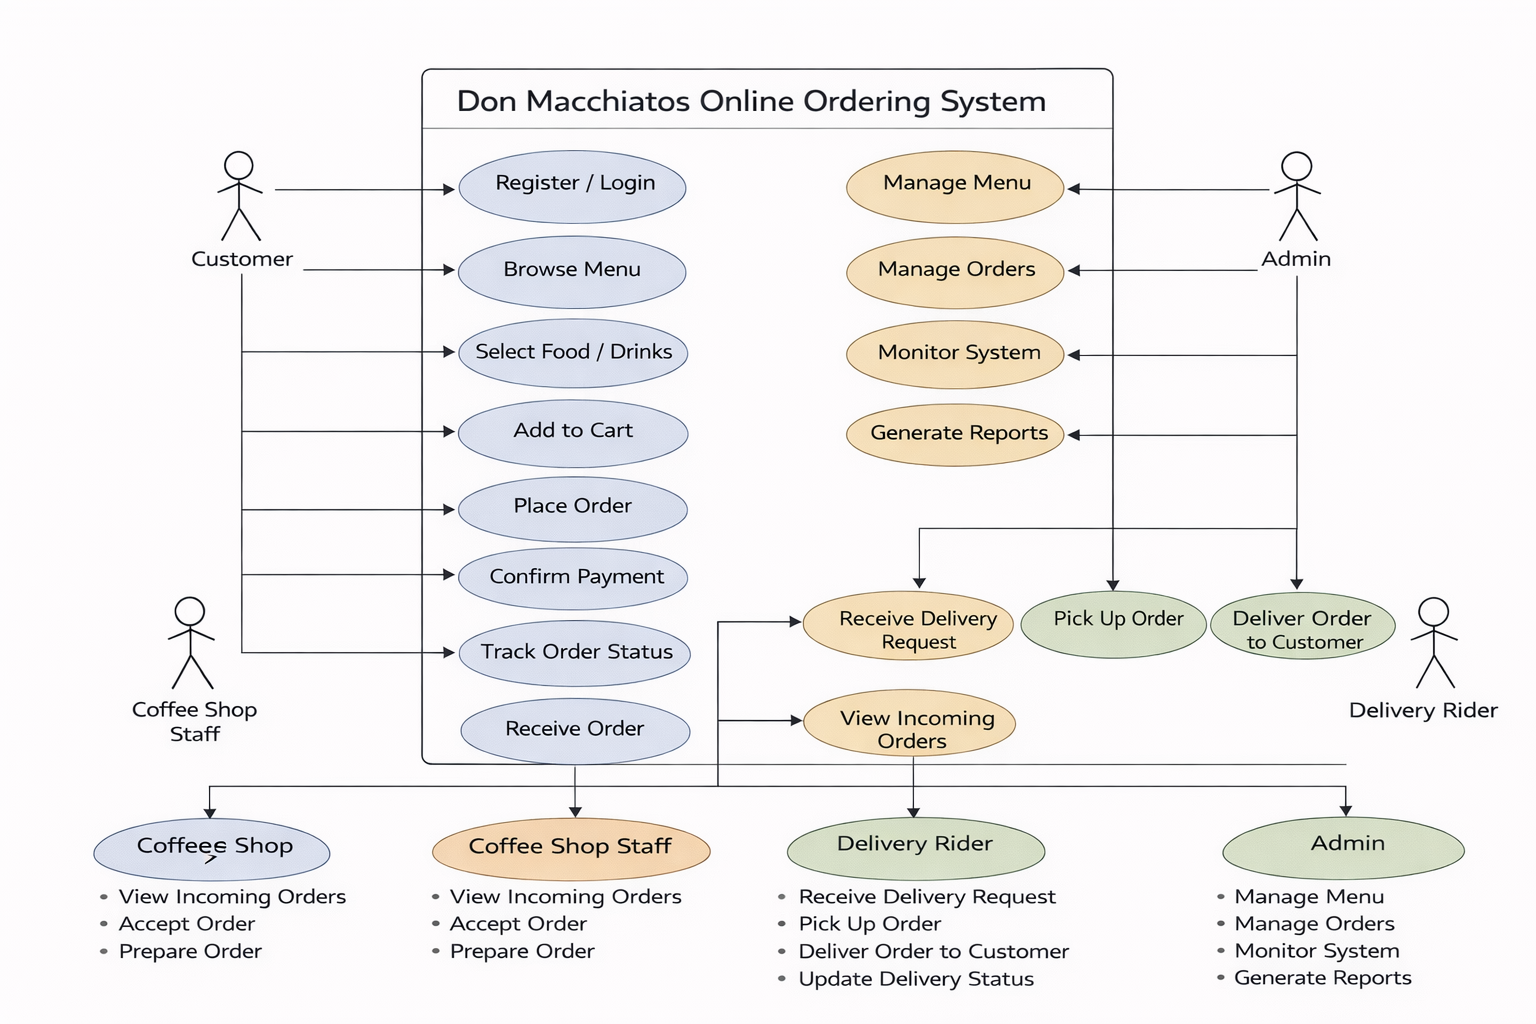 Don Macchiatos Online Ordering System
Register / Login
Manage Menu
Customer
Browse Menu
Manage Orders
Admin
Select Food / Drinks
Monitor System
Add to Cart
Generate Reports
Place Order
Confirm Payment
Receive Delivery
Request
Pick Up Order
Deliver Order
to Customer
Track Order Status
Coffee Shop
Staff
Delivery Rider
Receive Order
View Incoming
Orders
Shop
Coffee Shop Staff
Delivery Rider
Admin
• View Incoming Orders
• Accept Order
• Prepare Order
• View Incoming Orders
• Accept Order
• Prepare Order
• Receive Delivery Request
• Pick Up Order
• Deliver Order to Customer
• Update Delivery Status
• Manage Menu
• Manage Orders
• Monitor System
• Generate Reports